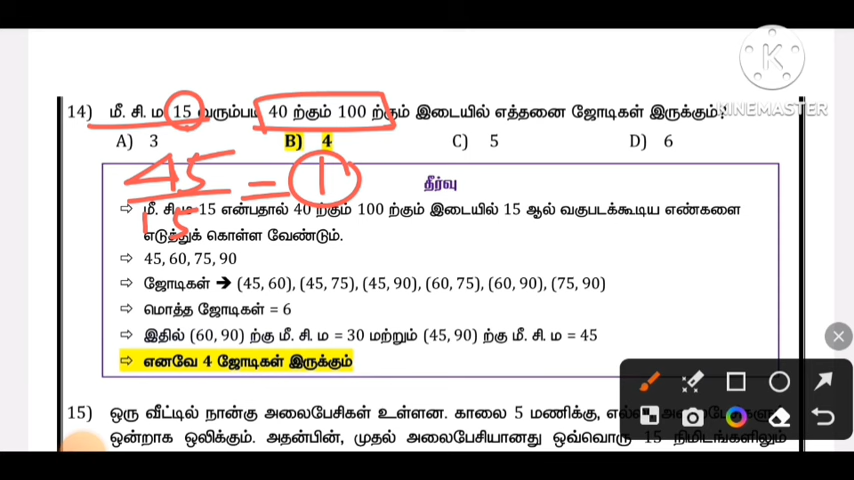 KINEMASTER
14) மீ. சி. ம 15 வரும்படி 40 ற்கும் 100 ற்கும் இடையில் எத்தனை ஜோடிகள் இருக்கும்?
A) 3 B) 4 C) 5 D) 6
45/15 = 1
தீர்வு
⇨ மீ. சி. ம 15 என்பதால் 40 ற்கும் 100 ற்கும் இடையில் 15 ஆல் வகுபடக்கூடிய எண்களை
எடுத்துக் கொள்ள வேண்டும்.
⇨ 45, 60, 75, 90
⇨ ஜோடிகள் ➔ (45, 60), (45, 75), (45, 90), (60, 75), (60, 90), (75, 90)
⇨ மொத்த ஜோடிகள் = 6
⇨ இதில் (60, 90) ற்கு மீ. சி. ம = 30 மற்றும் (45, 90) ற்கு மீ. சி. ம = 45
⇨ எனவே 4 ஜோடிகள் இருக்கும்
15) ஒரு வீட்டில் நான்கு அலைபேசிகள் உள்ளன. காலை 5 மணிக்கு,
ஒன்றாக ஒலிக்கும். அதன்பின், முதல் அலைபேசியானது ஒவ்வொரு 15 நிமிடங்களிலும்